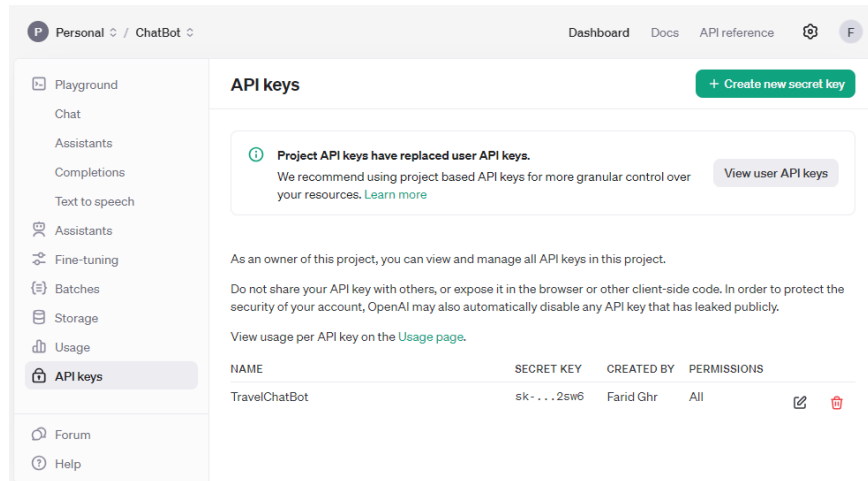 P Personal / ChatBot
Dashboard Docs API reference F
Playground
Chat
Assistants
Completions
Text to speech
Assistants
Fine-tuning
Batches
Storage
Usage
API keys
Forum
Help
API keys
+ Create new secret key
Project API keys have replaced user API keys.
We recommend using project based API keys for more granular control over
your resources. Learn more
View user API keys
As an owner of this project, you can view and manage all API keys in this project.
Do not share your API key with others, or expose it in the browser or other client-side code. In order to protect the
security of your account, OpenAI may also automatically disable any API key that has leaked publicly.
View usage per API key on the Usage page.
NAME SECRET KEY CREATED BY PERMISSIONS
TravelChatBot sk-...2sw6 Farid Ghr All